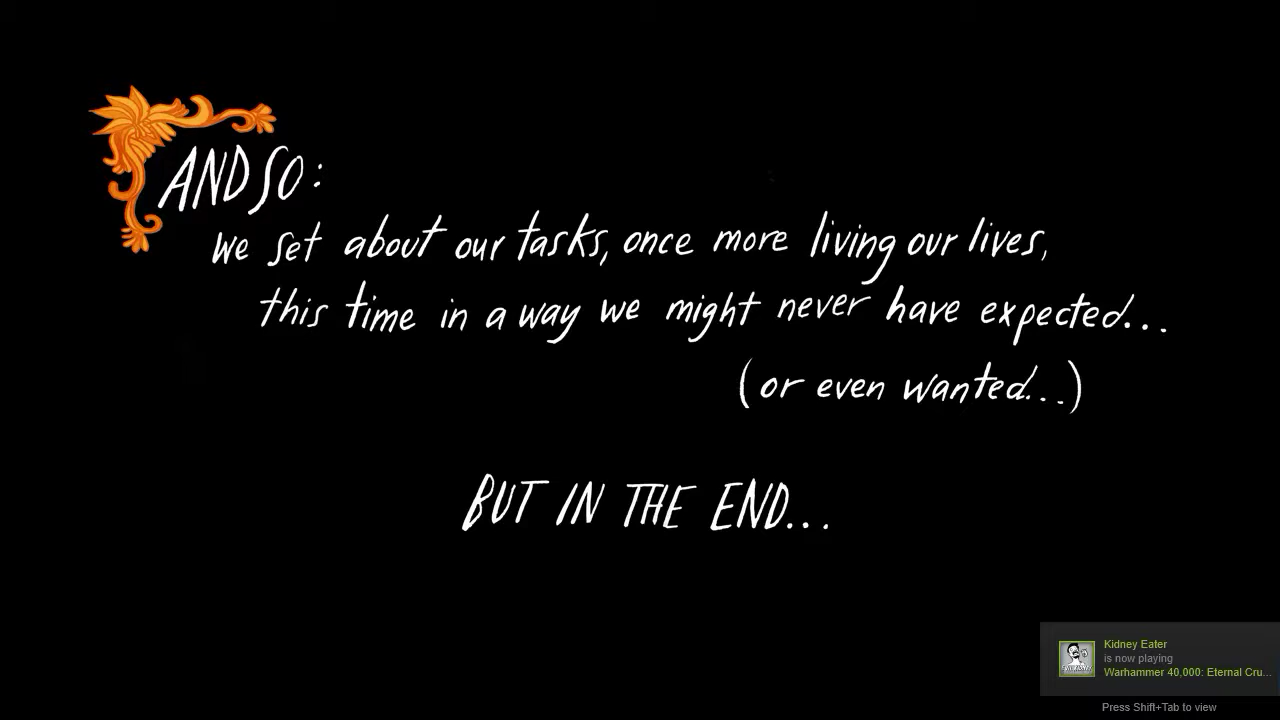 AND SO:
We set about our tasks, once more living our lives,
this time in a way we might never have expected...
(or even wanted...)
BUT IN THE END...
Kidney Eater
is now playing
Warhammer 40,000: Eternal Cru...
Press Shift+Tab to view